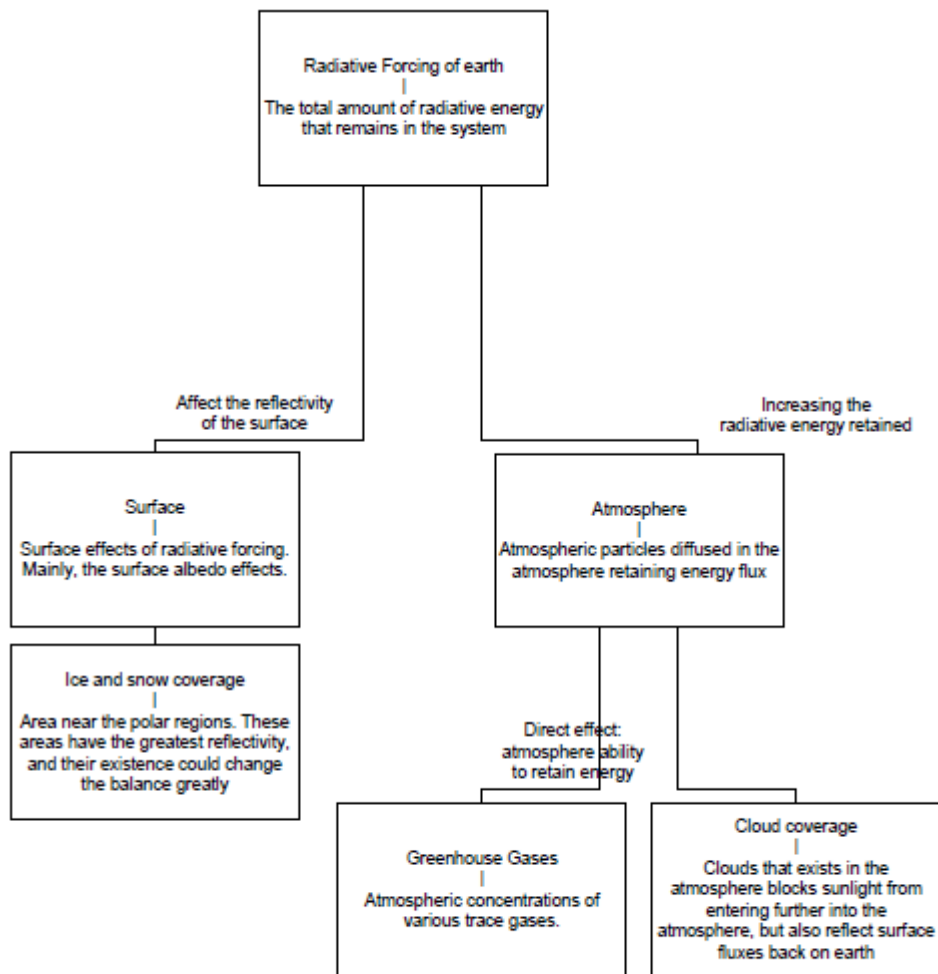 Radiative Forcing of earth
|
The total amount of radiative energy
that remains in the system
Affect the reflectivity
of the surface
Increasing the
radiative energy retained
Surface
|
Surface effects of radiative forcing.
Mainly, the surface albedo effects.
Atmosphere
|
Atmospheric particles diffused in the
atmosphere retaining energy flux
Ice and snow coverage
|
Area near the polar regions. These
areas have the greatest reflectivity,
and their existence could change
the balance greatly
Direct effect:
atmosphere ability
to retain energy
Greenhouse Gases
|
Atmospheric concentrations of
various trace gases.
Cloud coverage
|
Clouds that exists in the
atmosphere blocks sunlight from
entering further into the
atmosphere, but also reflect surface
fluxes back on earth